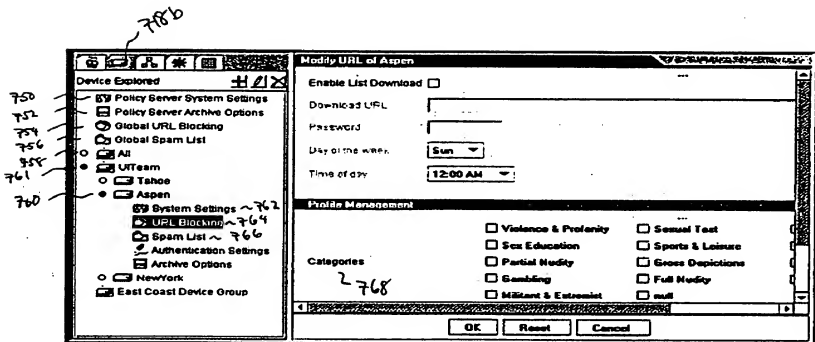 718b
Device Explored
Modify URL of Aspen
750 Policy Server System Settings
752 Policy Server Archive Options
754 Global URL Blocking
756 Global Spam List
758 All
761 UITeam
Tahoe
760 Aspen
System Settings ~762
URL Blocking ~764
Spam List ~766
Authentication Settings
Archive Options
NewYork
East Coast Device Group
Enable List Download
Download URL
Password
Day of the week Sun
Time of day 12:00 AM
Profile Management
Categories
768
Violence & Profanity Sexual Text
Sex Education Sports & Leisure
Partial Nudity Gross Depictions
Gambling Full Nudity
Militant & Extremist null
OK Reset Cancel